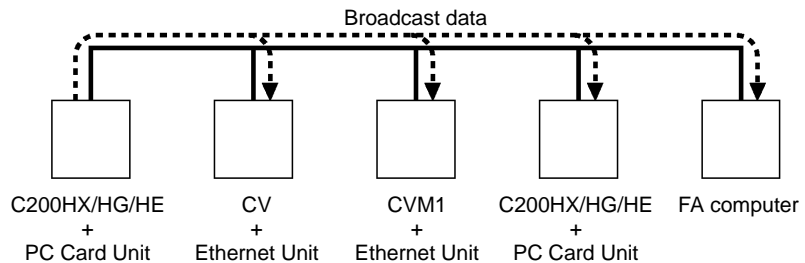 Broadcast data
C200HX/HG/HE
+
PC Card Unit
CV
+
Ethernet Unit
CVM1
+
Ethernet Unit
C200HX/HG/HE
+
PC Card Unit
FA computer